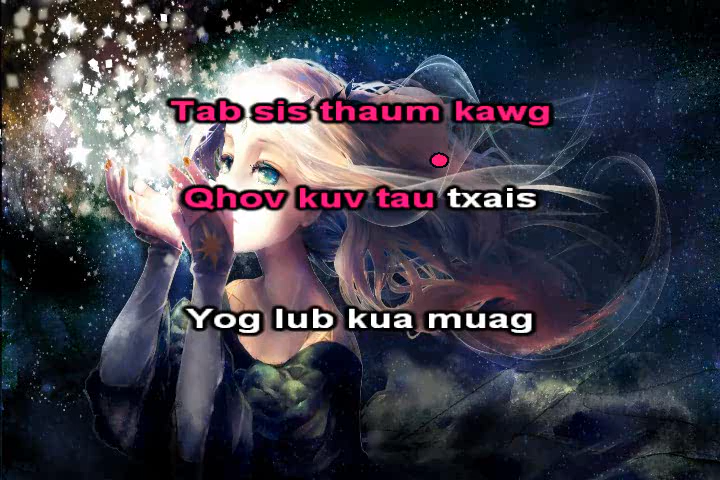 Tab sis thaum kawg
Qhov kuv tau txais
Yog lub kua muag